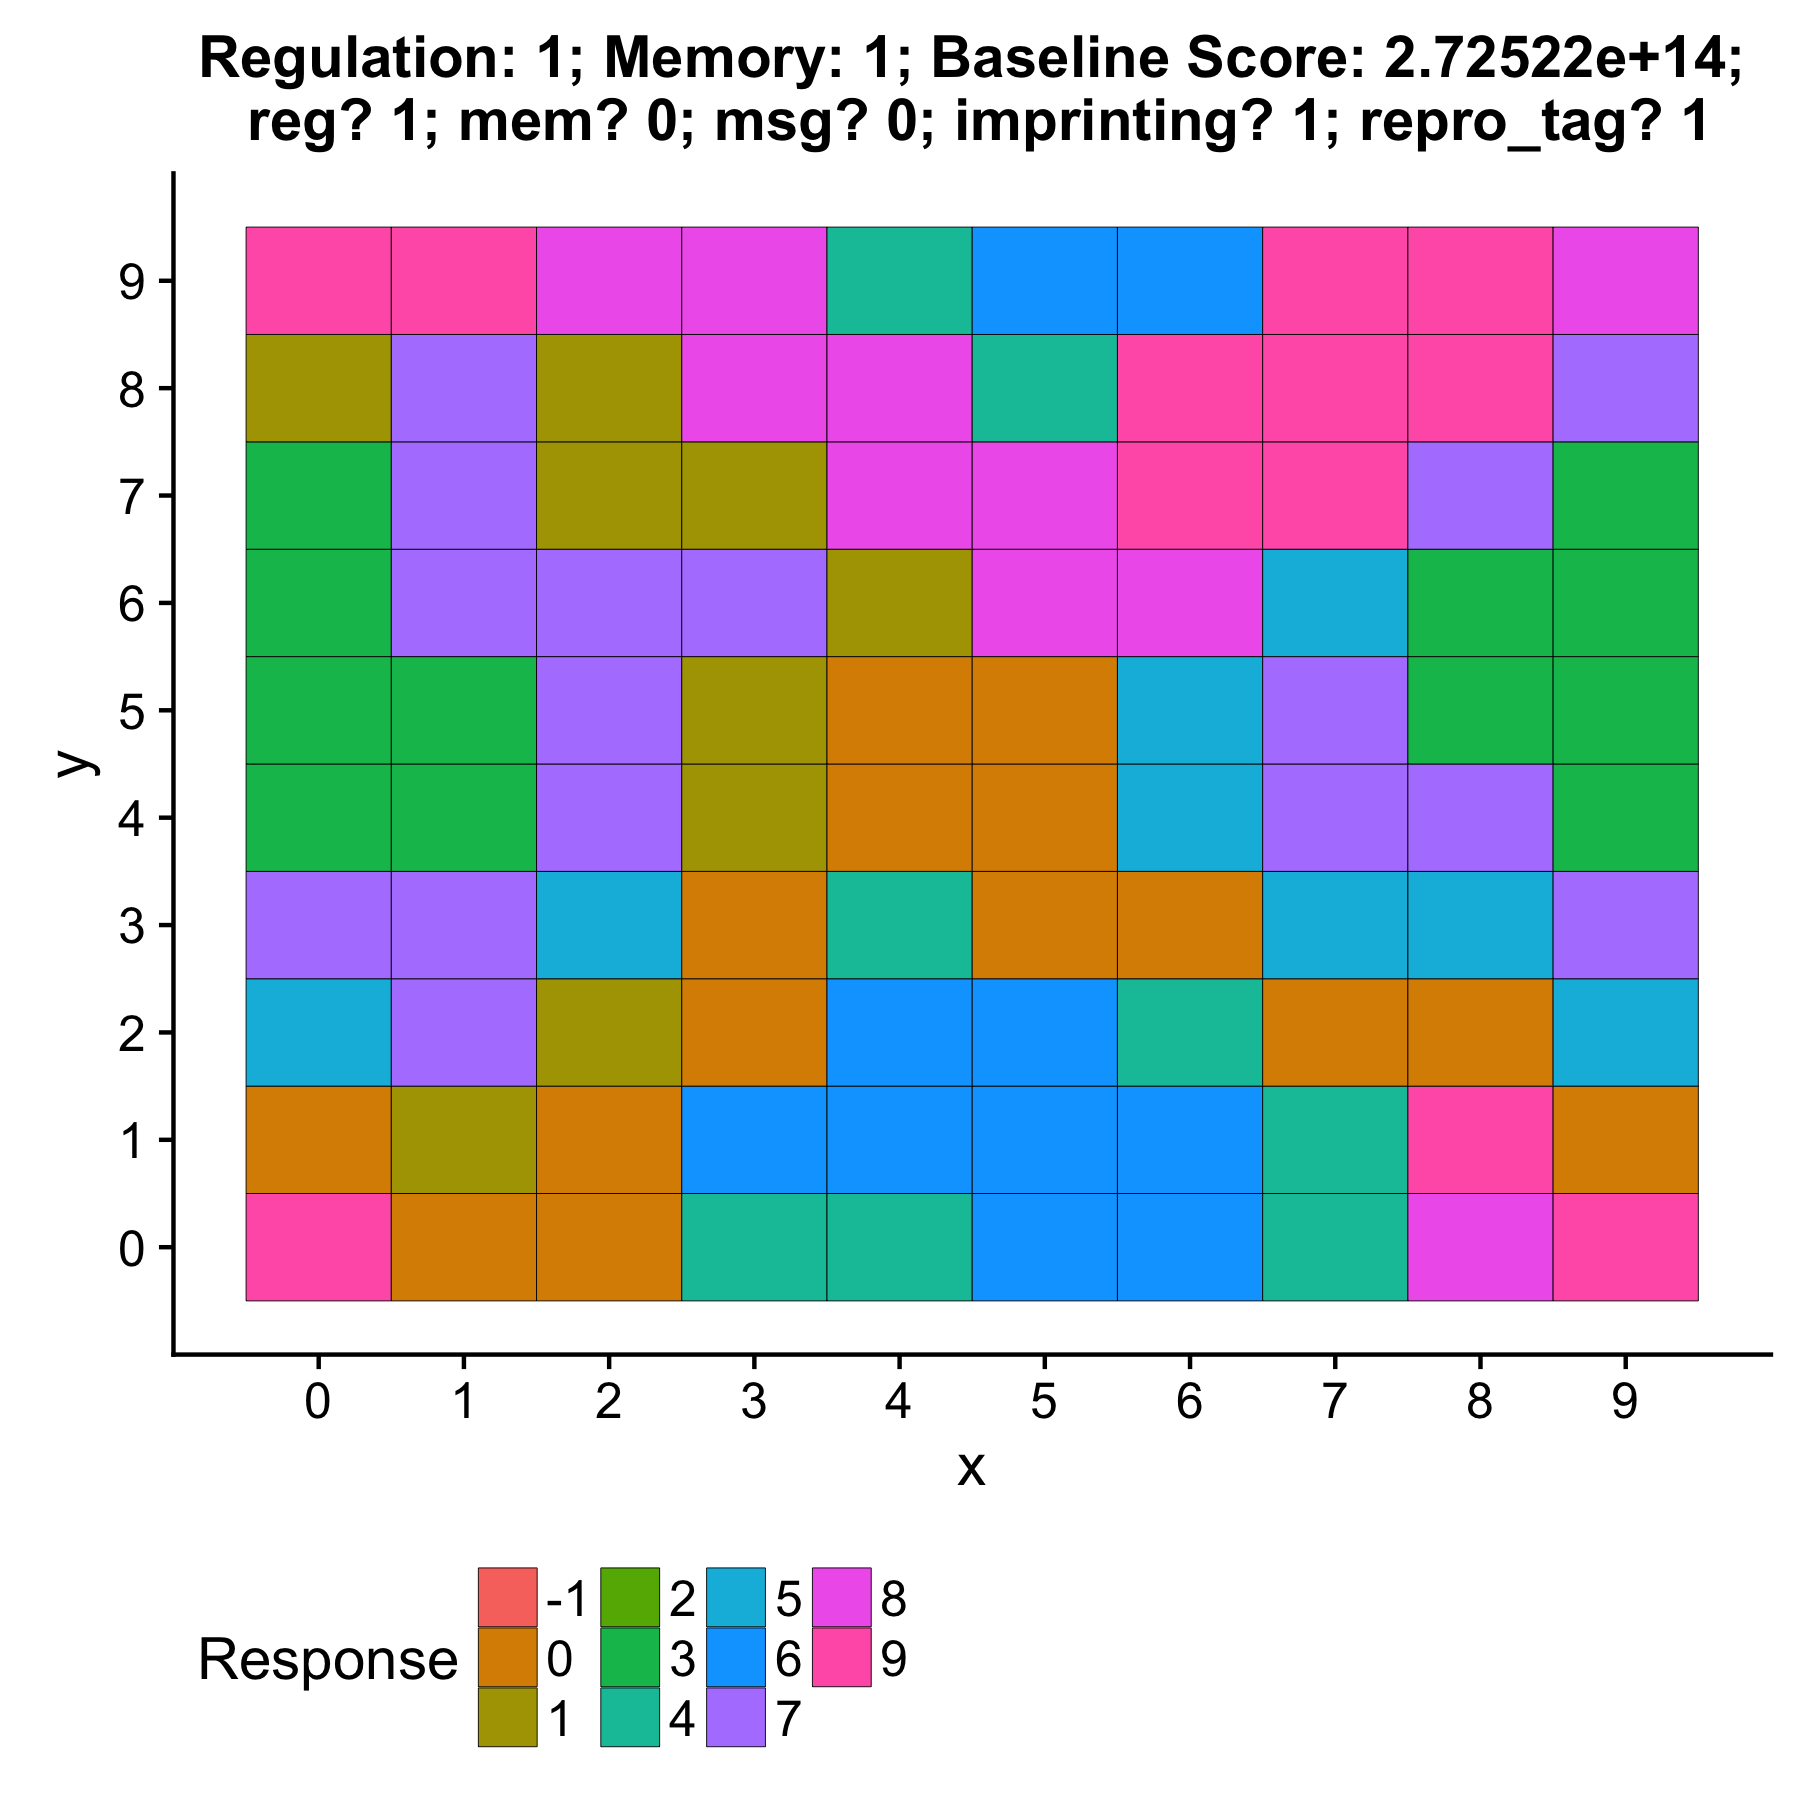 Regulation: 1; Memory: 1; Baseline Score: 2.72522e+14;
reg? 1; mem? 0; msg? 0; imprinting? 1; repro_tag? 1
9
8
7
6
5
4
3
2
1
0
y
0 1 2 3 4 5 6 7 8 9
x
Response
-1 2 5 8
0 3 6 9
1 4 7